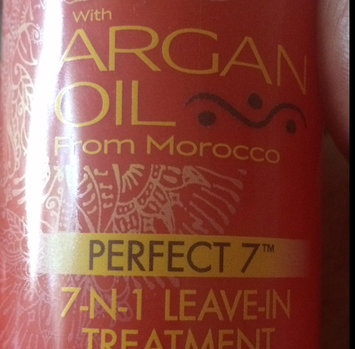 With
ARGAN
OIL
From Morocco
PERFECT 7™
7-N-1 LEAVE-IN
TREATMENT